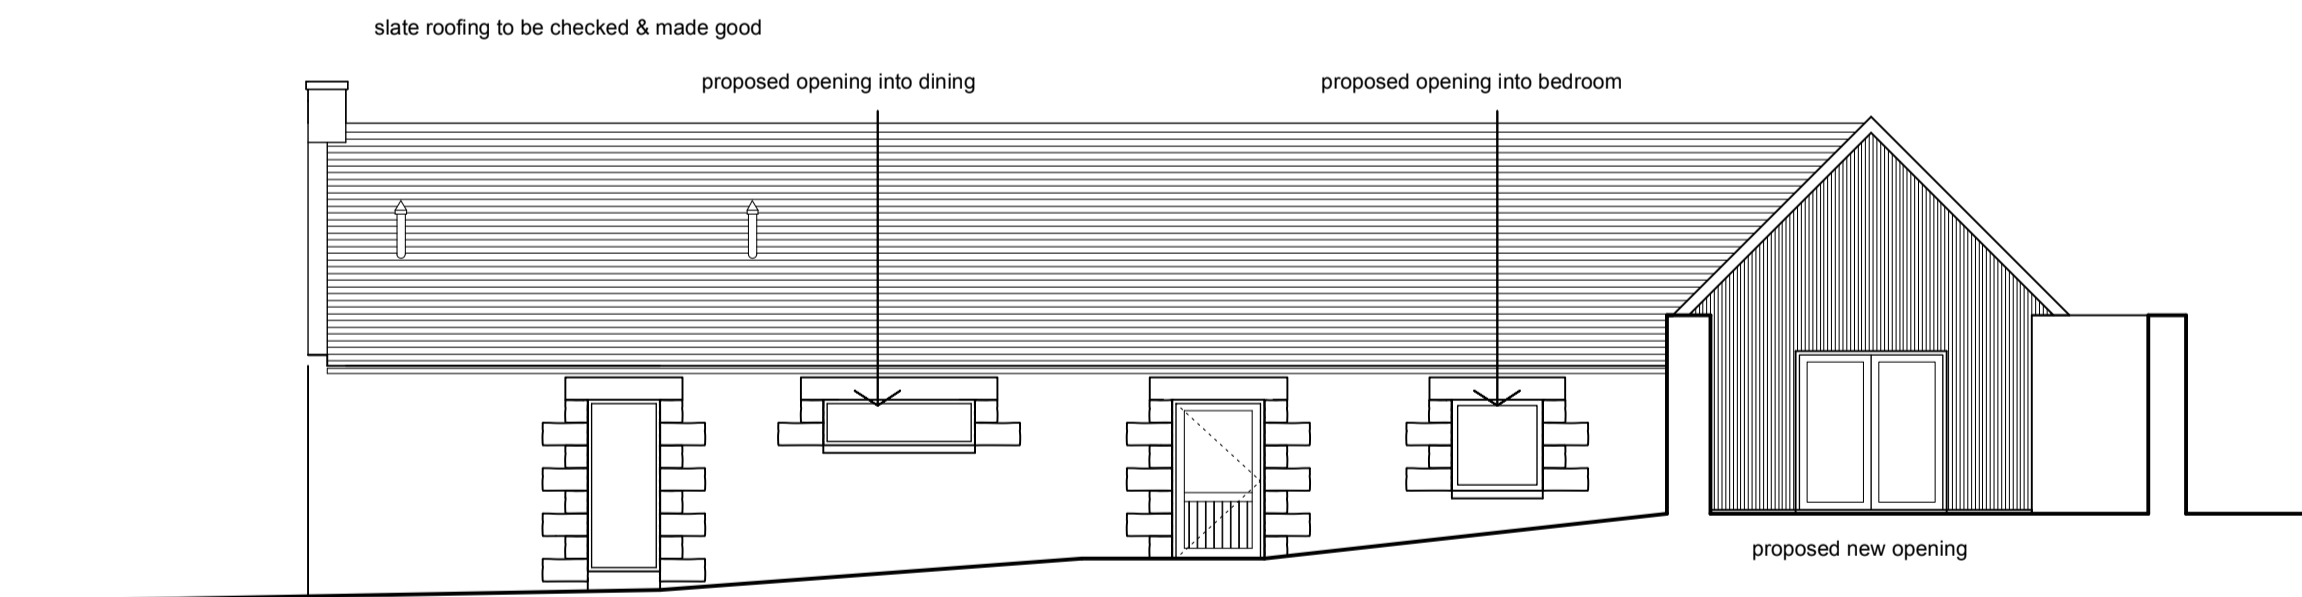 slate roofing to be checked & made good
proposed opening into dining
proposed opening into bedroom
proposed new opening